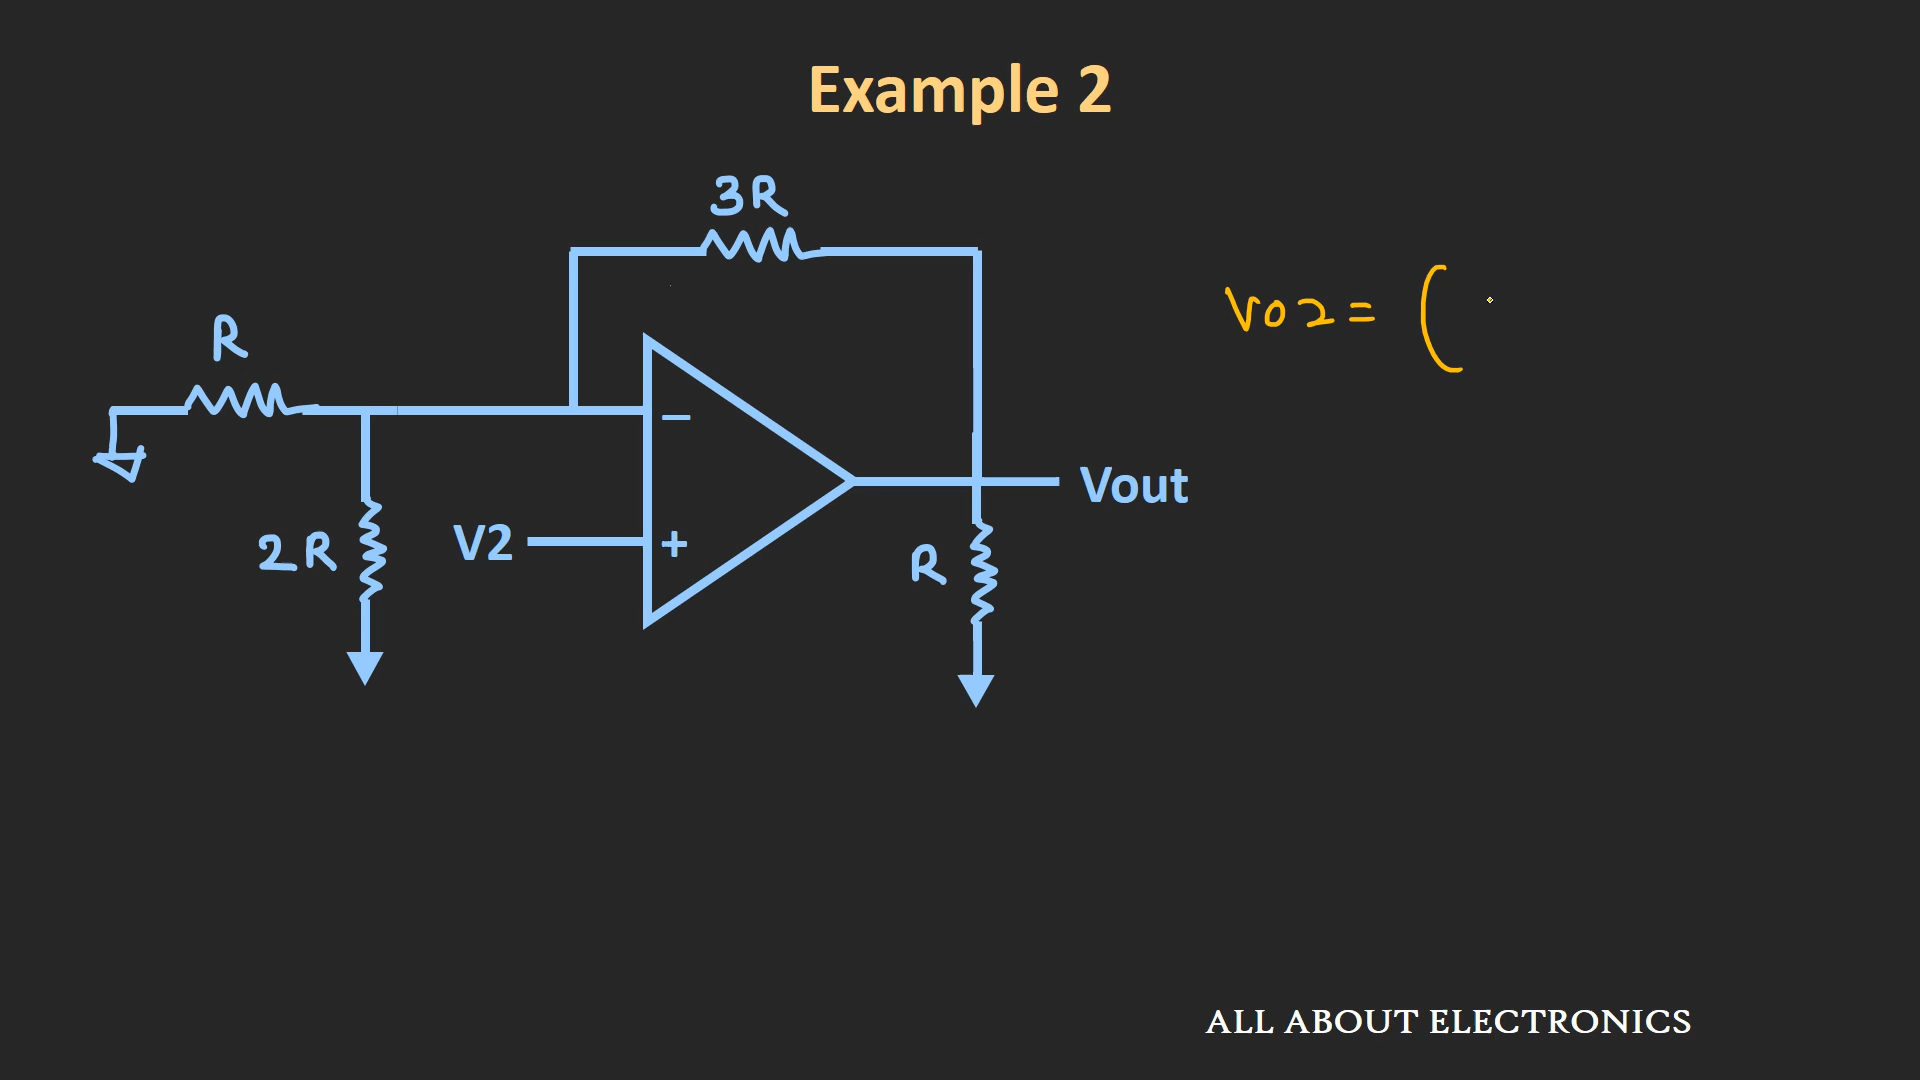 Example 2
3R
R
Vo2 = (
−
Vout
2R
V2
+
R
ALL ABOUT ELECTRONICS